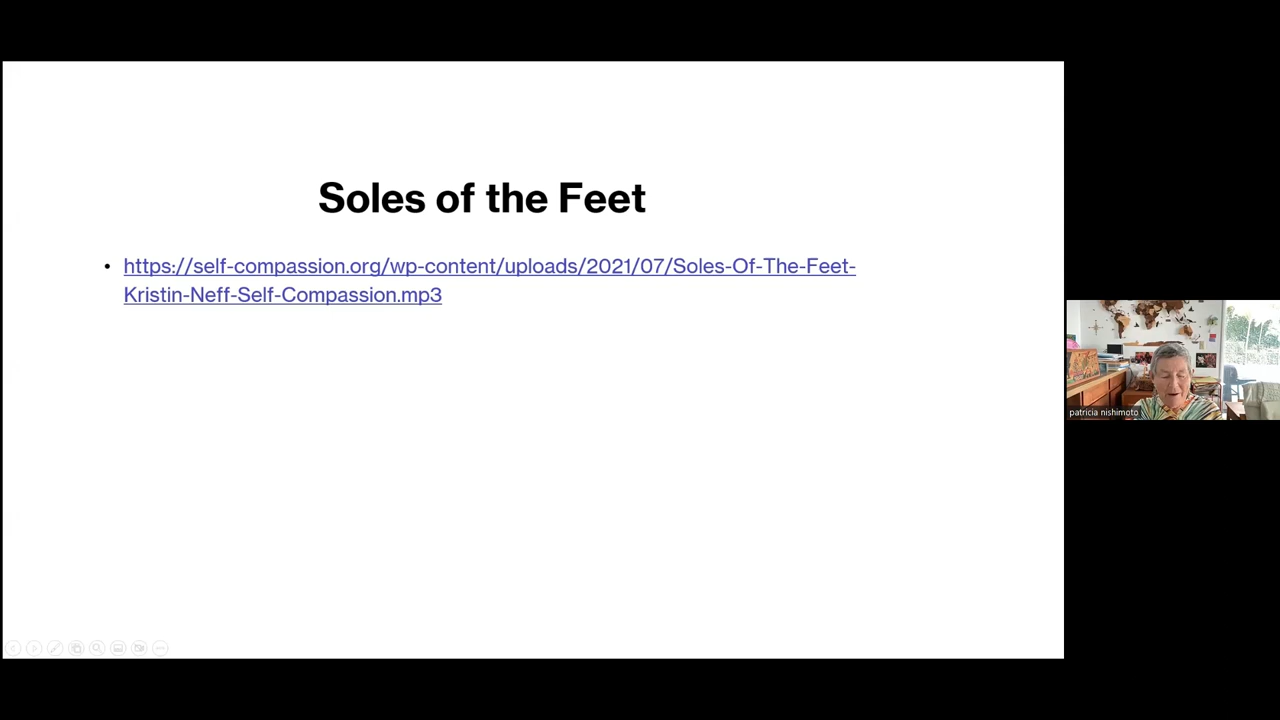 Soles of the Feet
• https://self-compassion.org/wp-content/uploads/2021/07/Soles-Of-The-Feet-
Kristin-Neff-Self-Compassion.mp3
patricia nishimoto